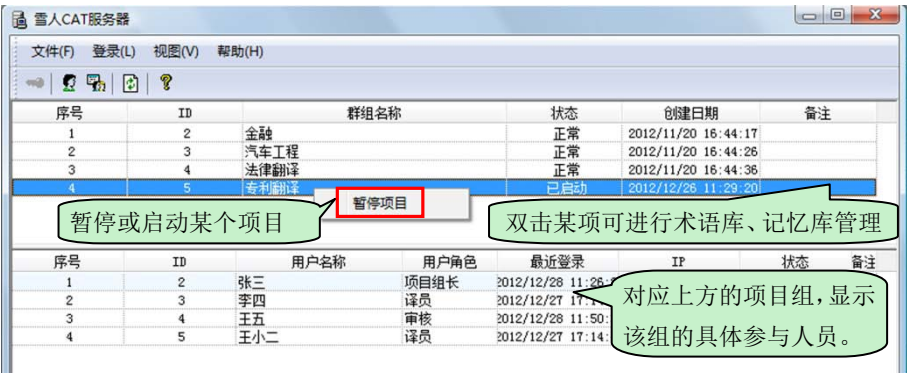 雪人CAT服务器
文件(F) 登录(L) 视图(V) 帮助(H)
序号 ID 群组名称 状态 创建日期 备注
1 2 金融 正常 2012/11/20 16:44:17
2 3 汽车工程 正常 2012/11/20 16:44:26
3 4 法律翻译 正常 2012/11/20 16:44:36
4 5 专利翻译 已启动 2012/12/26 11:29:20
暂停项目
暂停或启动某个项目
双击某项可进行术语库、记忆库管理
序号 ID 用户名称 用户角色 最近登录 IP 状态 备注
1 2 张三 项目组长 2012/12/28 11:26:
2 3 李四 译员 2012/12/27 17:
3 4 王五 审核 2012/12/28 11:50:
4 5 王小二 译员 2012/12/27 17:14:
对应上方的项目组,显示
该组的具体参与人员。